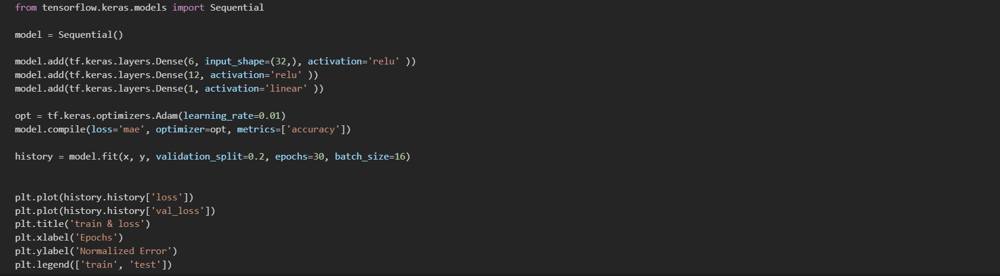 from tensorflow.keras.models import Sequential
model = Sequential()
model.add(tf.keras.layers.Dense(6, input_shape=(32,), activation='relu' ))
model.add(tf.keras.layers.Dense(12, activation='relu' ))
model.add(tf.keras.layers.Dense(1, activation='linear' ))
opt = tf.keras.optimizers.Adam(learning_rate=0.01)
model.compile(loss='mae', optimizer=opt, metrics=['accuracy'])
history = model.fit(x, y, validation_split=0.2, epochs=30, batch_size=16)
plt.plot(history.history['loss'])
plt.plot(history.history['val_loss'])
plt.title('train & loss')
plt.xlabel('Epochs')
plt.ylabel('Normalized Error')
plt.legend(['train', 'test'])